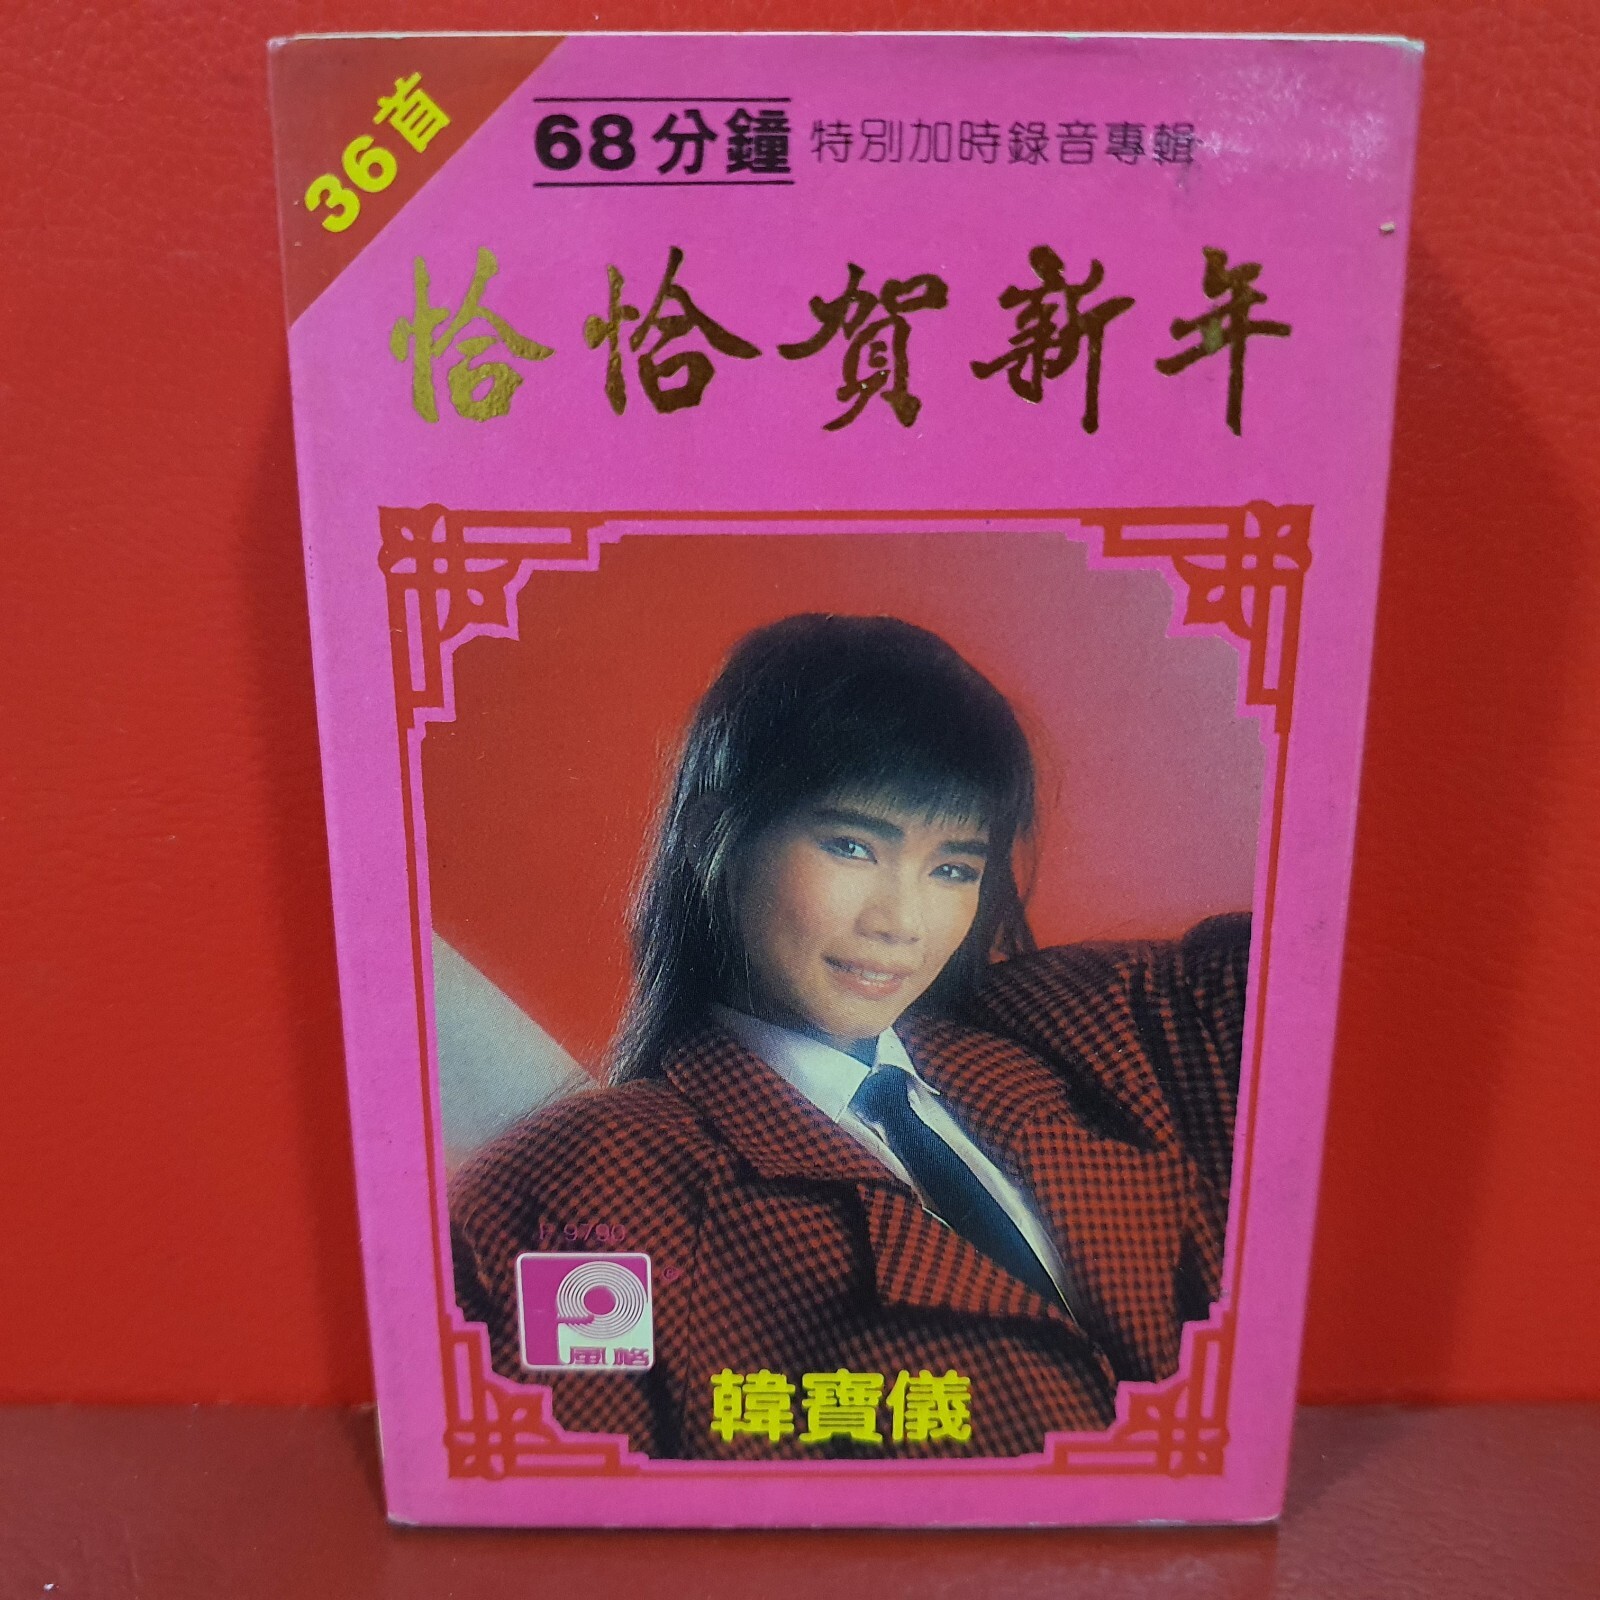 36首
68分鐘 特別加時錄音專輯
恰恰賀新年
F 9790
®
風格
韓寶儀